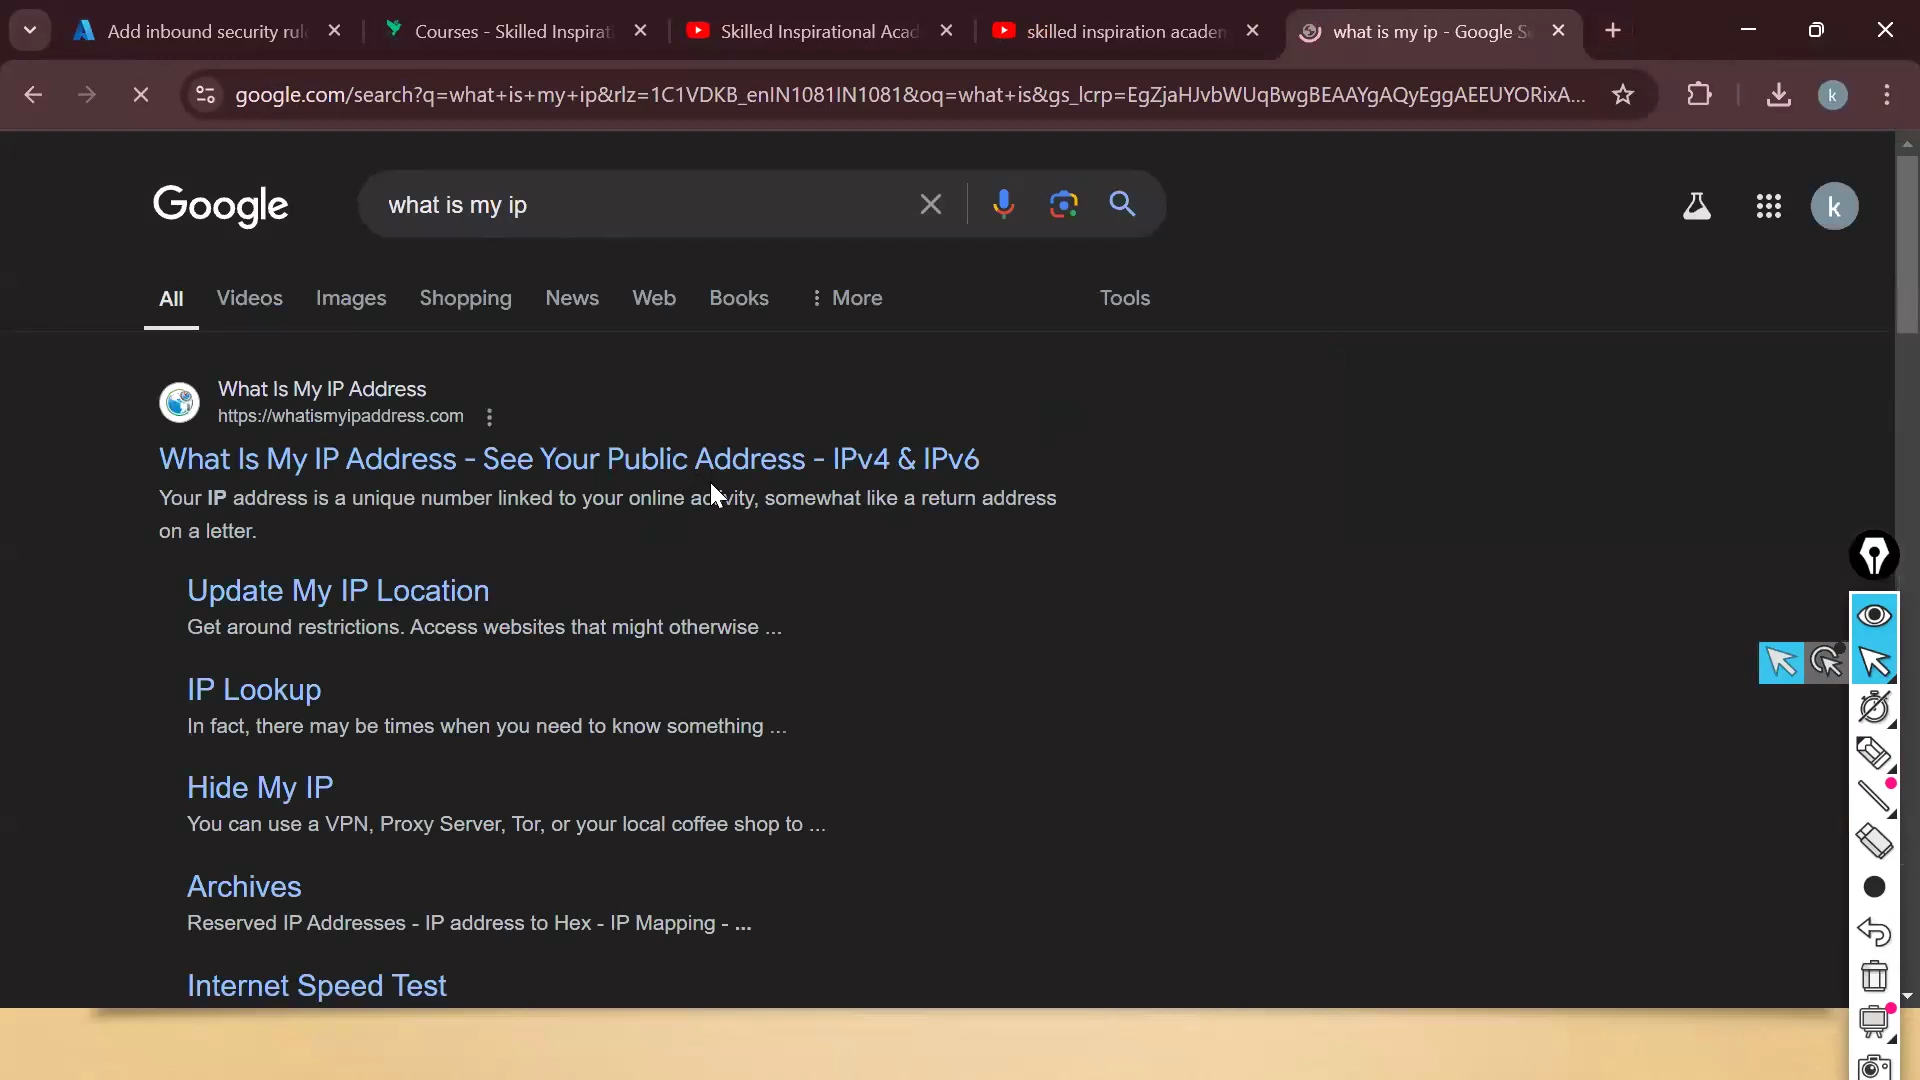 Add inbound security rul
Courses - Skilled Inspirati
Skilled Inspirational Acad
skilled inspiration academ
what is my ip - Google S
google.com/search?q=what+is+my+ip&rlz=1C1VDKB_enIN1081IN1081&oq=what+is&gs_lcrp=EgZjaHJvbWUqBwgBEAAYgAQyEggAEEUYORixA...
k
Google
what is my ip
k
All
Videos
Images
Shopping
News
Web
Books
More
Tools
What Is My IP Address
https://whatismyipaddress.com
What Is My IP Address - See Your Public Address - IPv4 & IPv6
Your IP address is a unique number linked to your online activity, somewhat like a return address
on a letter.
Update My IP Location
Get around restrictions. Access websites that might otherwise ...
IP Lookup
In fact, there may be times when you need to know something ...
Hide My IP
You can use a VPN, Proxy Server, Tor, or your local coffee shop to ...
Archives
Reserved IP Addresses - IP address to Hex - IP Mapping - ...
Internet Speed Test